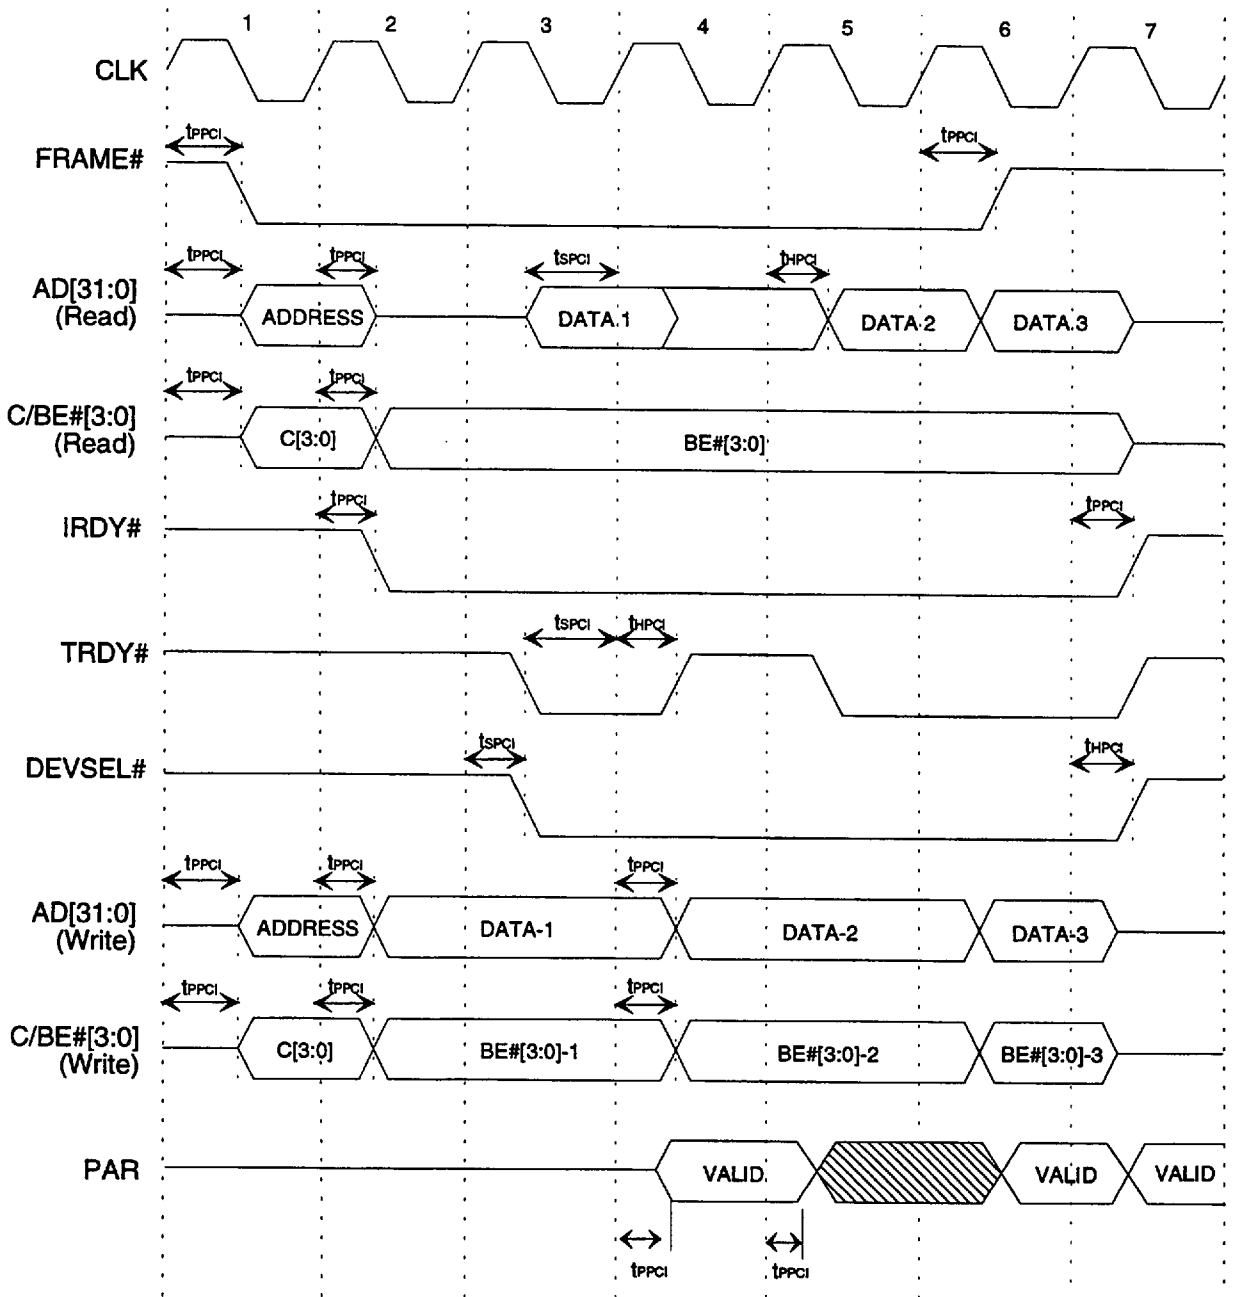 1 2 3 4 5 6 7
CLK
tPPCI tPPCI
FRAME#
tPPCI tPPCI tSPCI tHPCI
AD[31:0]
(Read)
ADDRESS DATA.1 DATA-2 DATA.3
tPPCI tPPCI
C/BE#[3:0]
(Read)
C[3:0] BE#[3:0]
tPPCI tPPCI
IRDY#
tSPCI tHPCI
TRDY#
tSPCI tHPCI
DEVSEL#
tPPCI tPPCI tPPCI
AD[31:0]
(Write)
ADDRESS DATA-1 DATA-2 DATA-3
tPPCI tPPCI tPPCI
C/BE#[3:0]
(Write)
C[3:0] BE#[3:0]-1 BE#[3:0]-2 BE#[3:0]-3
PAR
VALID VALID VALID
tPPCI tPPCI